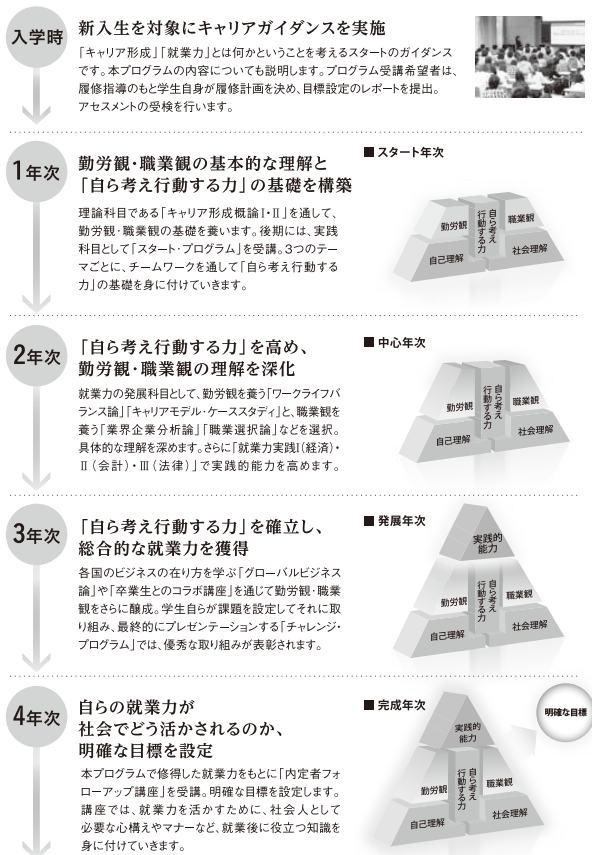 入学時
新入生を対象にキャリアガイダンスを実施
「キャリア形成」「就業力」とは何かということを考えるスタートのガイダンス
です。本プログラムの内容についても説明します。プログラム受講希望者は、
履修指導のもと学生自身が履修計画を決め、目標設定のレポートを提出。
アセスメントの受検を行います。
1年次
勤労観・職業観の基本的な理解と
「自ら考え行動する力」の基礎を構築
理論科目である「キャリア形成概論Ⅰ・Ⅱ」を通して、
勤労観・職業観の基礎を養います。後期には、実践
科目として「スタート・プログラム」を受講。3つのテー
マごとに、チームワークを通して「自ら考え行動する
力」の基礎を身に付けていきます。
■ スタート年次
勤労観
自ら考え
行動する力
職業観
自己理解
社会理解
2年次
「自ら考え行動する力」を高め、
勤労観・職業観の理解を深化
就業力の発展科目として、勤労観を養う「ワークライフバ
ランス論」「キャリアモデル・ケーススタディ」と、職業観を
養う「業界企業分析論」「職業選択論」などを選択。
具体的な理解を深めます。さらに「就業力実践Ⅰ（経済）・
Ⅱ（会計）・Ⅲ（法律）」で実践的能力を高めます。
■ 中心年次
勤労観
自ら考え
行動する力
職業観
自己理解
社会理解
3年次
「自ら考え行動する力」を確立し、
総合的な就業力を獲得
各国のビジネスの在り方を学ぶ「グローバルビジネス
論」や「卒業生とのコラボ講座」を通じて勤労観・職業
観をさらに醸成。学生自らが課題を設定してそれに取
り組み、最終的にプレゼンテーションする「チャレンジ・
プログラム」では、優秀な取り組みが表彰されます。
■ 発展年次
実践的
能力
勤労観
自ら考え
行動する力
職業観
自己理解
社会理解
4年次
自らの就業力が
社会でどう活かされるのか、
明確な目標を設定
本プログラムで修得した就業力をもとに「内定者フォ
ローアップ講座」を受講。明確な目標を設定します。
講座では、就業力を活かすために、社会人として
必要な心構えやマナーなど、就業後に役立つ知識を
身に付けていきます。
■ 完成年次
明確な目標
実践的
能力
勤労観
自ら考え
行動する力
職業観
自己理解
社会理解